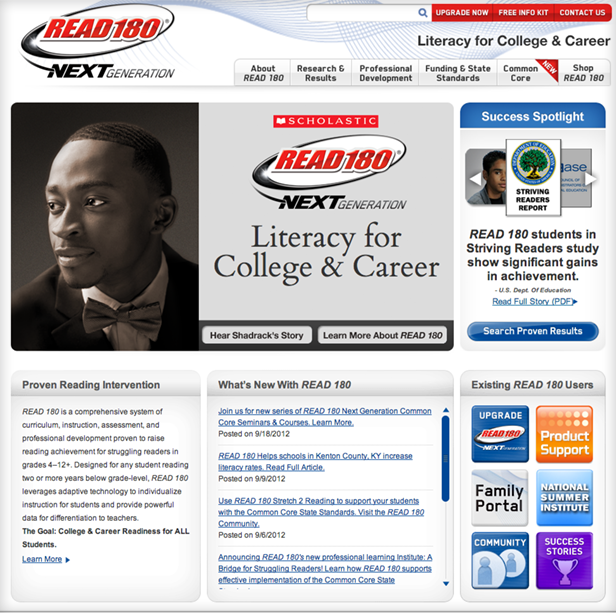 READ180®
NEXT GENERATION
UPGRADE NOW
FREE INFO KIT
CONTACT US
Literacy for College & Career
About
READ 180
Research &
Results
Professional
Development
Funding & State
Standards
Common
Core
NEW
Shop
READ 180
SCHOLASTIC
READ180®
NEXT GENERATION
Literacy for
College & Career
Hear Shadrack's Story
Learn More About READ 180
Success Spotlight
DEPARTMENT OF EDUCATION
STRIVING
READERS
REPORT
READ 180 students in
Striving Readers study
show significant gains
in achievement.
- U.S. Dept. Of Education
Read Full Story (PDF)
Search Proven Results
Proven Reading Intervention
READ 180 is a comprehensive system of
curriculum, instruction, assessment, and
professional development proven to raise
reading achievement for struggling readers in
grades 4–12+. Designed for any student reading
two or more years below grade-level, READ 180
leverages adaptive technology to individualize
instruction for students and provide powerful
data for differentiation to teachers.
The Goal: College & Career Readiness for ALL
Students.
Learn More
What's New With READ 180
Join us for new series of READ 180 Next Generation Common
Core Seminars & Courses. Learn More.
Posted on 9/18/2012
READ 180 Helps schools in Kenton County, KY increase
literacy rates. Read Full Article.
Posted on 9/9/2012
Use READ 180 Stretch 2 Reading to support your students
with the Common Core State Standards. Visit the READ 180
Community.
Posted on 9/6/2012
Announcing READ 180's new professional learning Institute: A
Bridge for Struggling Readers! Learn how READ 180 supports
effective implementation of the Common Core State
Existing READ 180 Users
UPGRADE
READ180
NEXT GENERATION
Product
Support
Family
Portal
NATIONAL
SUMMER
INSTITUTE
COMMUNITY
SUCCESS
STORIES